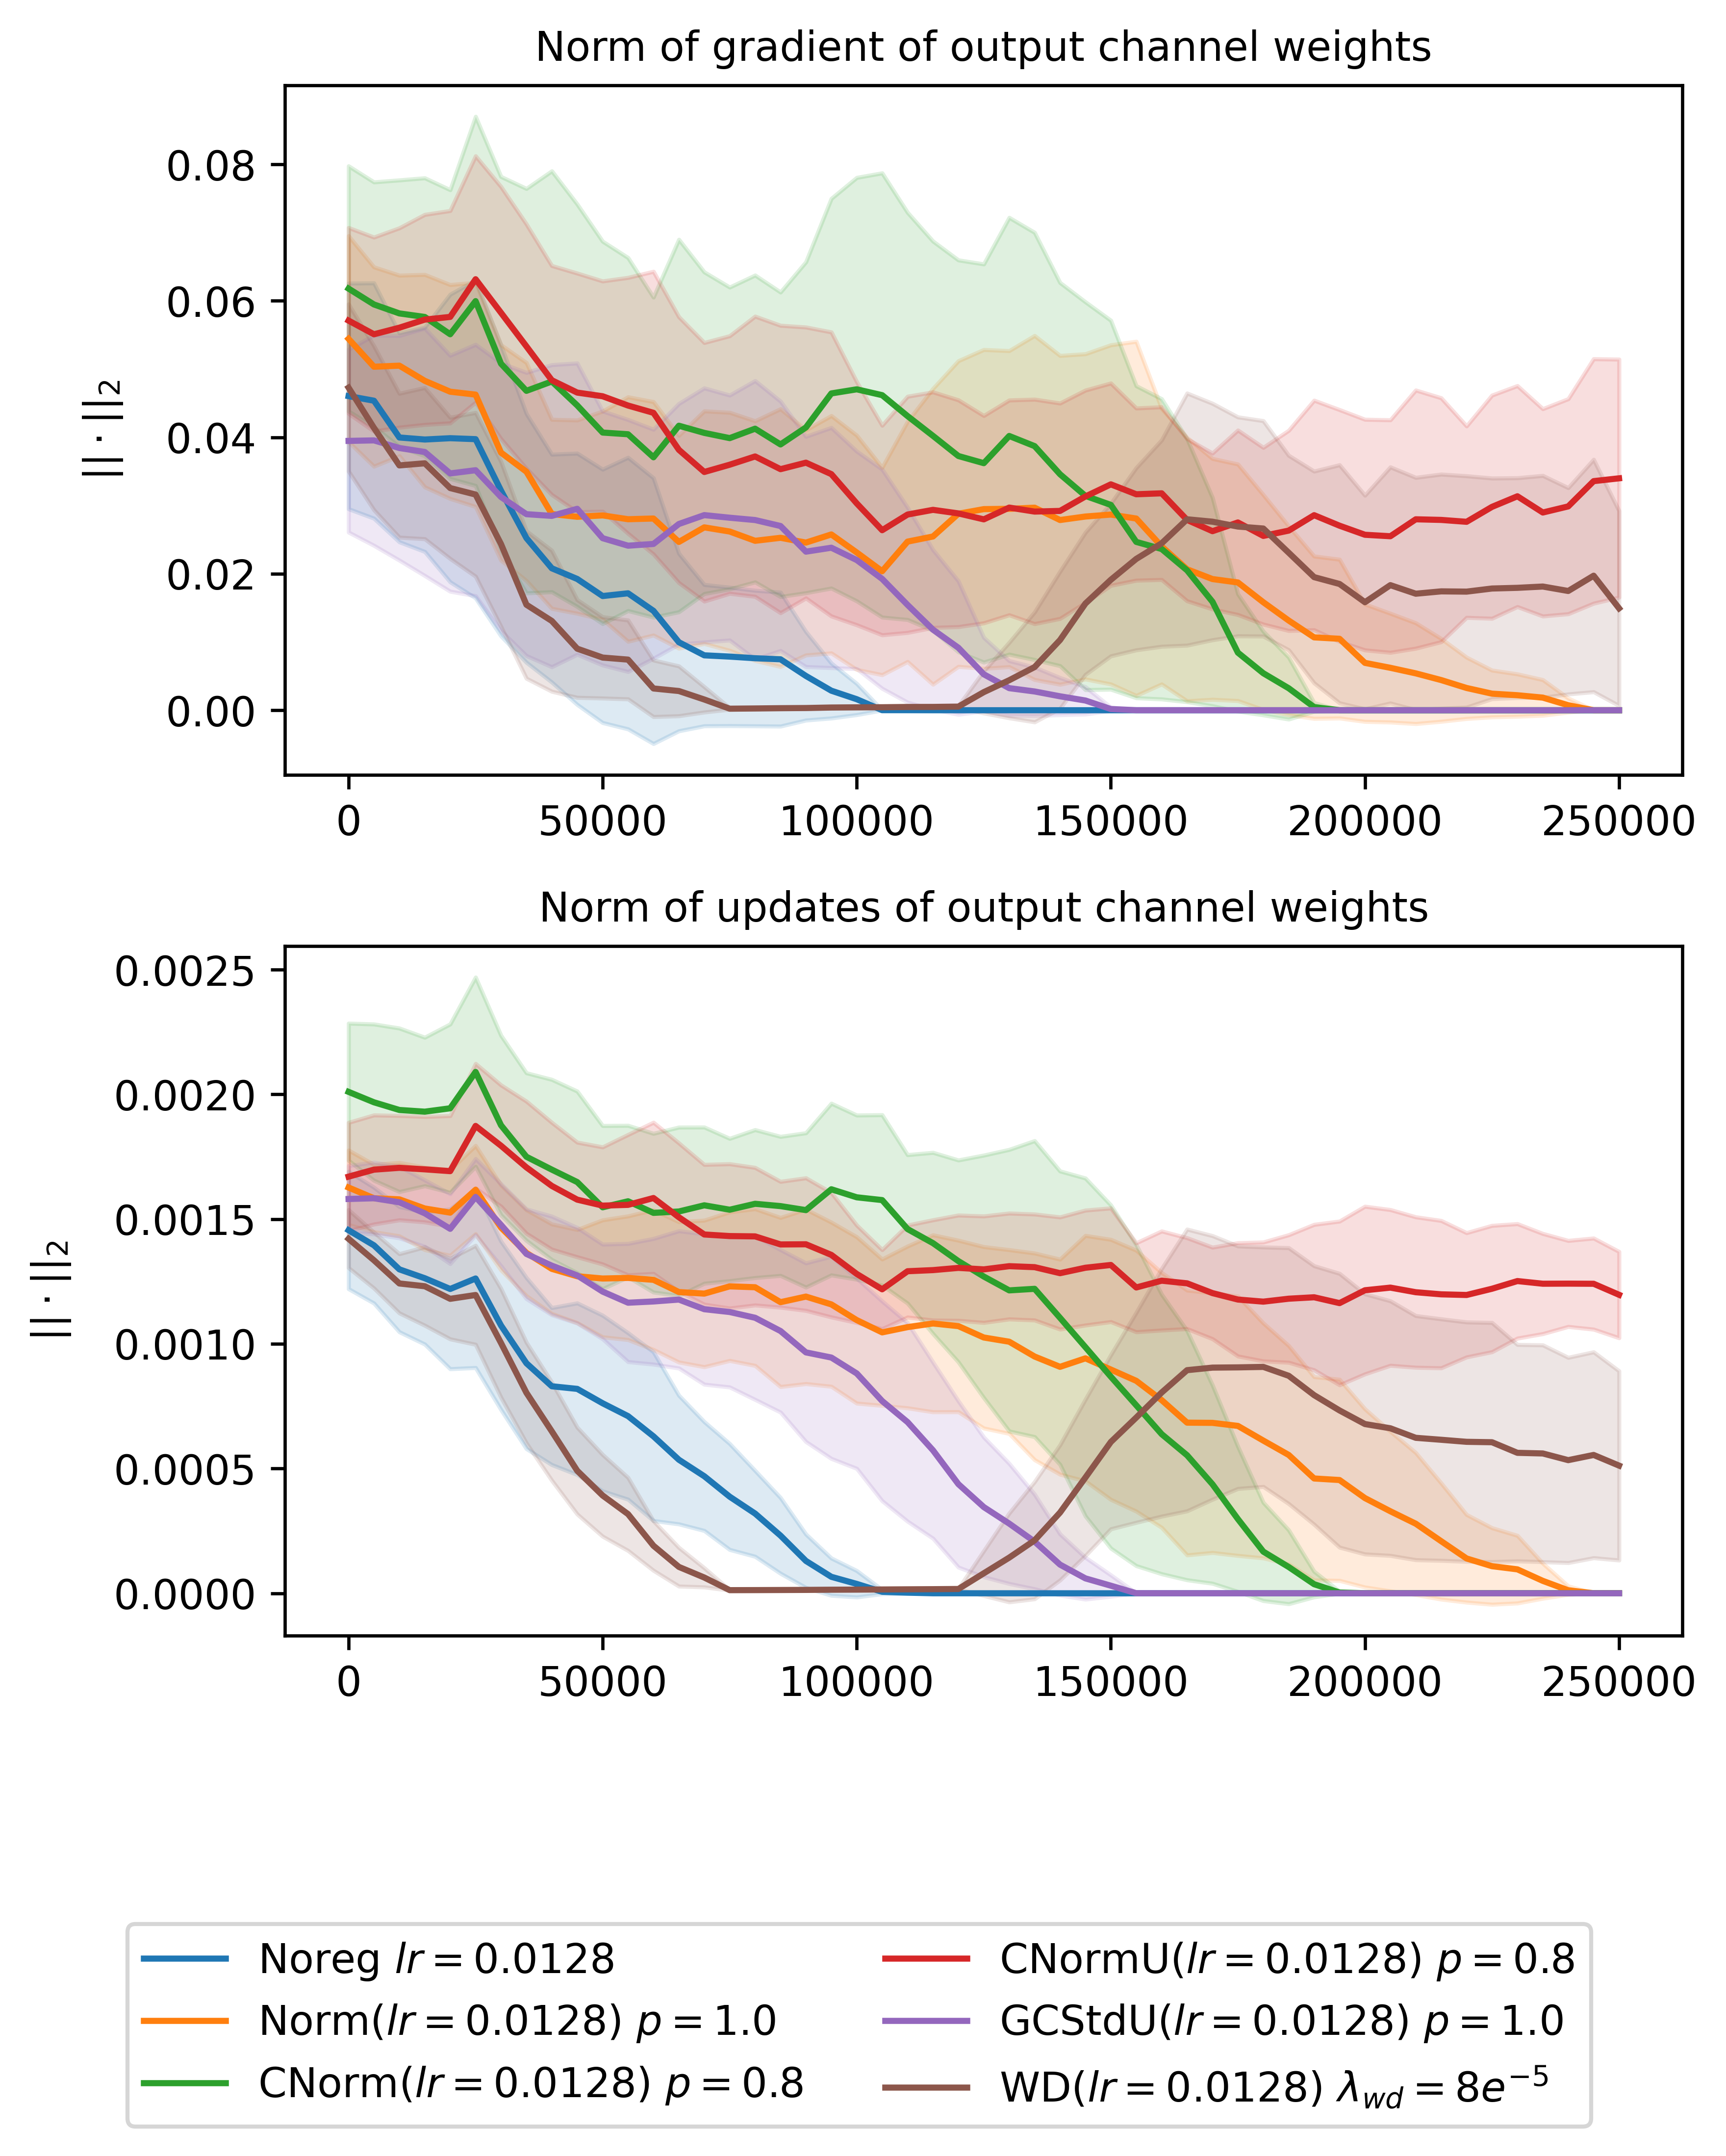 Norm of gradient of output channel weights
0.08
0.06
0.04
0.02
0.00
|| · ||₂
0 50000 100000 150000 200000 250000
Norm of updates of output channel weights
0.0025
0.0020
0.0015
0.0010
0.0005
0.0000
|| · ||₂
0 50000 100000 150000 200000 250000
Noreg lr = 0.0128
Norm(lr = 0.0128) p = 1.0
CNorm(lr = 0.0128) p = 0.8
CNormU(lr = 0.0128) p = 0.8
GCStdU(lr = 0.0128) p = 1.0
WD(lr = 0.0128) λ_wd = 8e⁻⁵